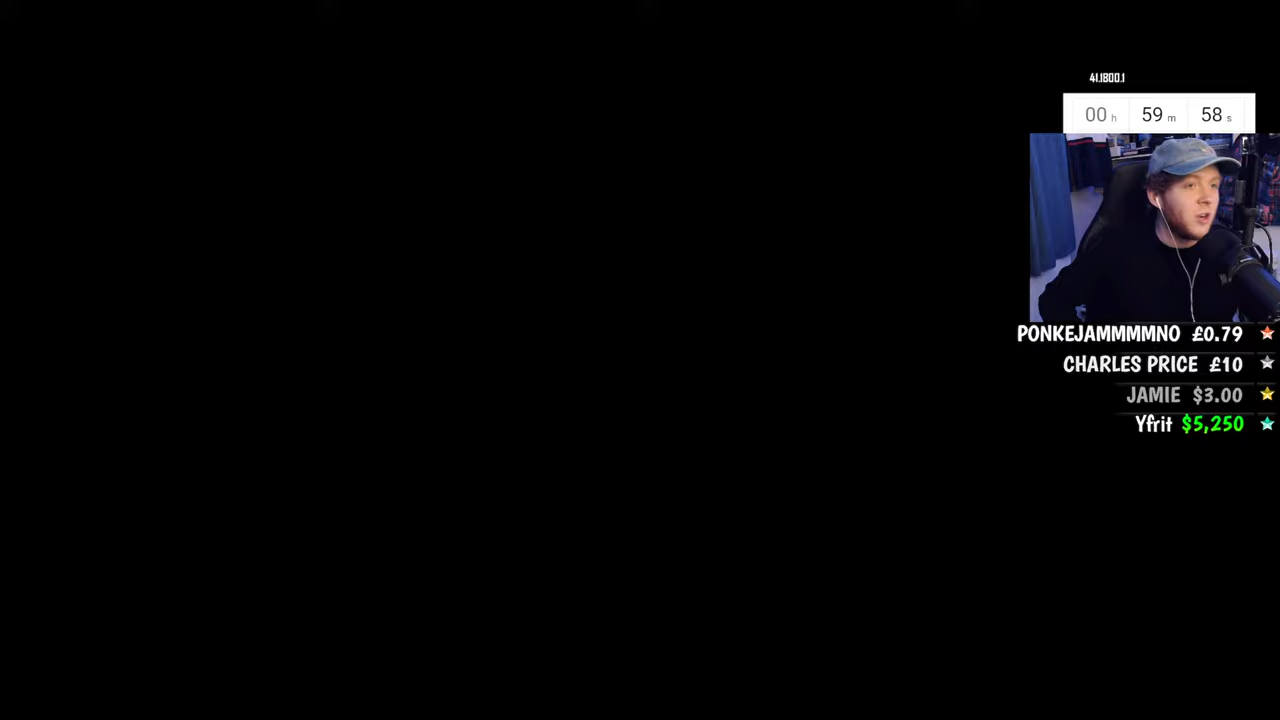 41.1800.1
00 h 59 m 58 s
PONKEJAMMMMNO £0.79
CHARLES PRICE £10
JAMIE $3.00
Yfrit $5,250